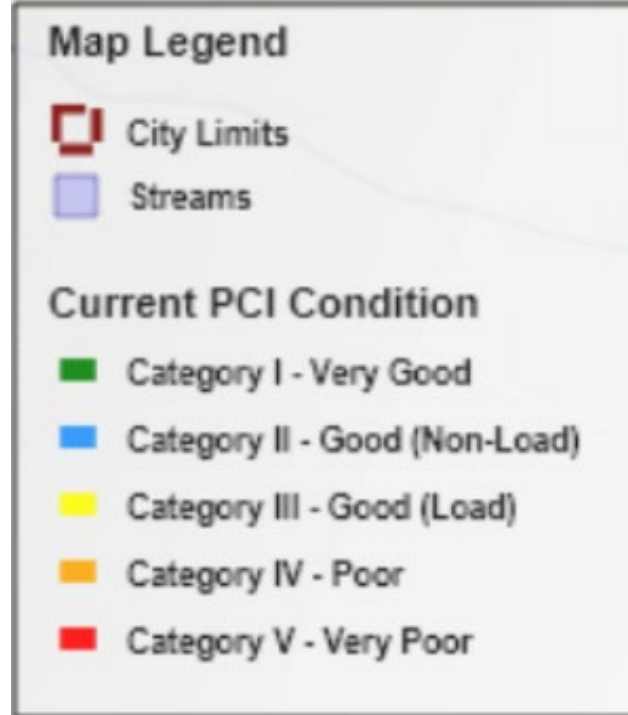 Map Legend
City Limits
Streams
Current PCI Condition
Category I - Very Good
Category II - Good (Non-Load)
Category III - Good (Load)
Category IV - Poor
Category V - Very Poor